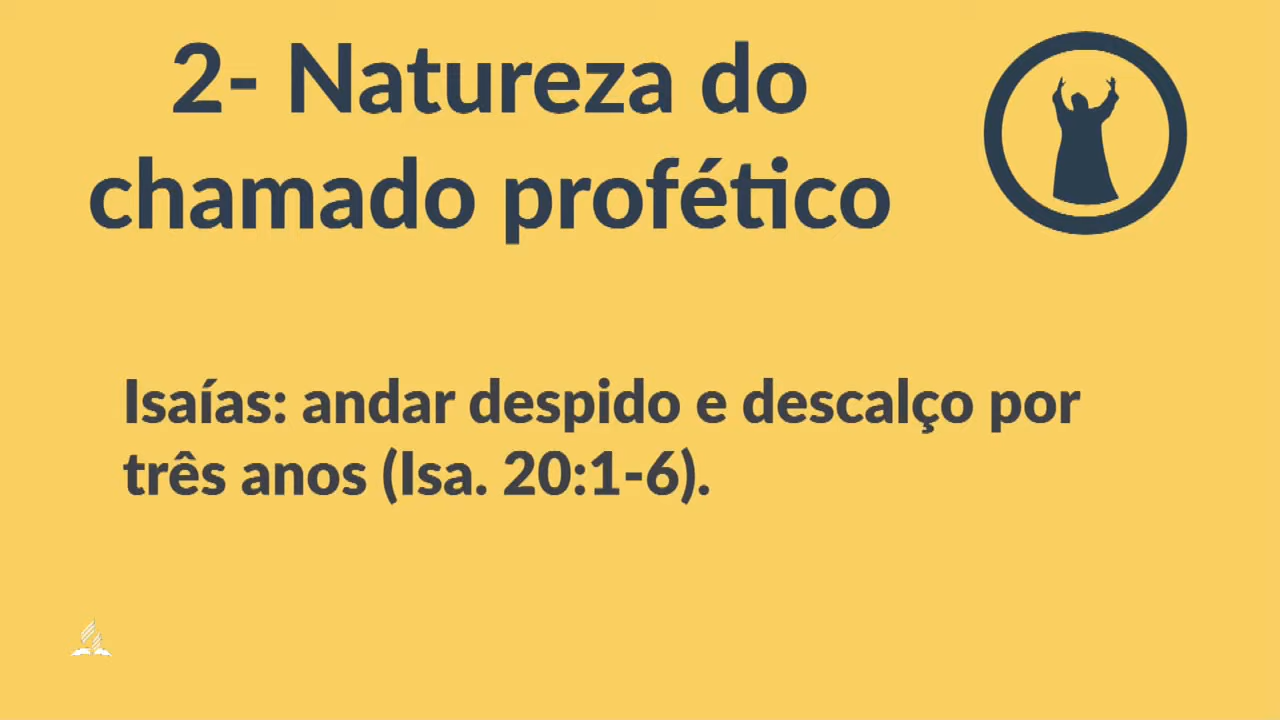 2- Natureza do
chamado profético
Isaías: andar despido e descalço por
três anos (Isa. 20:1-6).